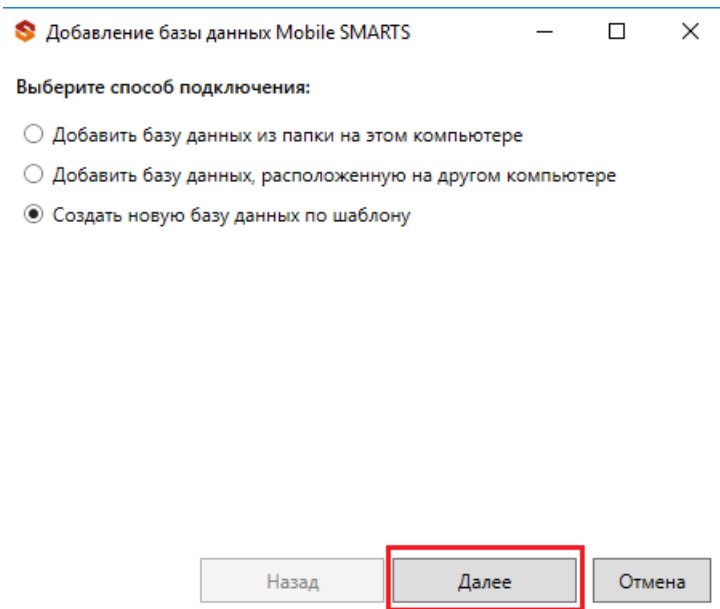 Добавление базы данных Mobile SMARTS
Выберите способ подключения:
Добавить базу данных из папки на этом компьютере
Добавить базу данных, расположенную на другом компьютере
Создать новую базу данных по шаблону
Назад Далее Отмена